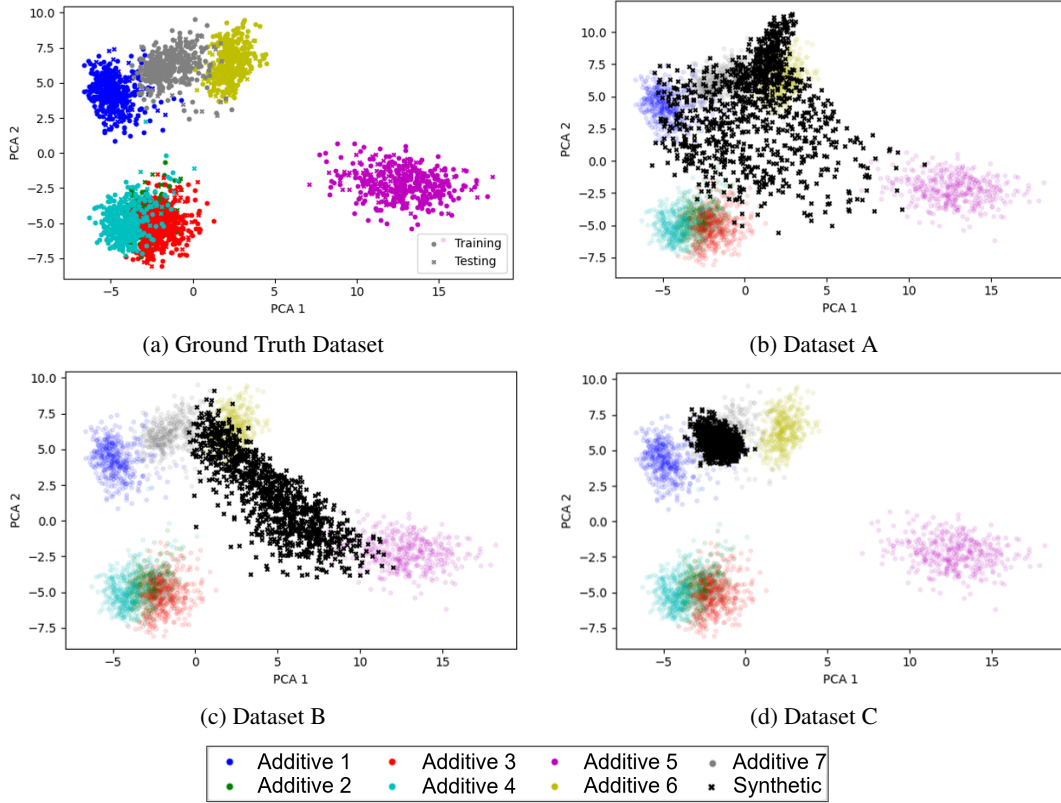 10.0
7.5
5.0
2.5
0.0
−2.5
−5.0
−7.5
PCA 2
−5 0 5 10 15
PCA 1
Training
Testing
(a) Ground Truth Dataset
10.0
7.5
5.0
2.5
0.0
−2.5
−5.0
−7.5
PCA 2
−5 0 5 10 15
PCA 1
(b) Dataset A
10.0
7.5
5.0
2.5
0.0
−2.5
−5.0
−7.5
PCA 2
−5 0 5 10 15
PCA 1
(c) Dataset B
10.0
7.5
5.0
2.5
0.0
−2.5
−5.0
−7.5
PCA 2
−5 0 5 10 15
PCA 1
(d) Dataset C
Additive 1 Additive 3 Additive 5 Additive 7
Additive 2 Additive 4 Additive 6 Synthetic